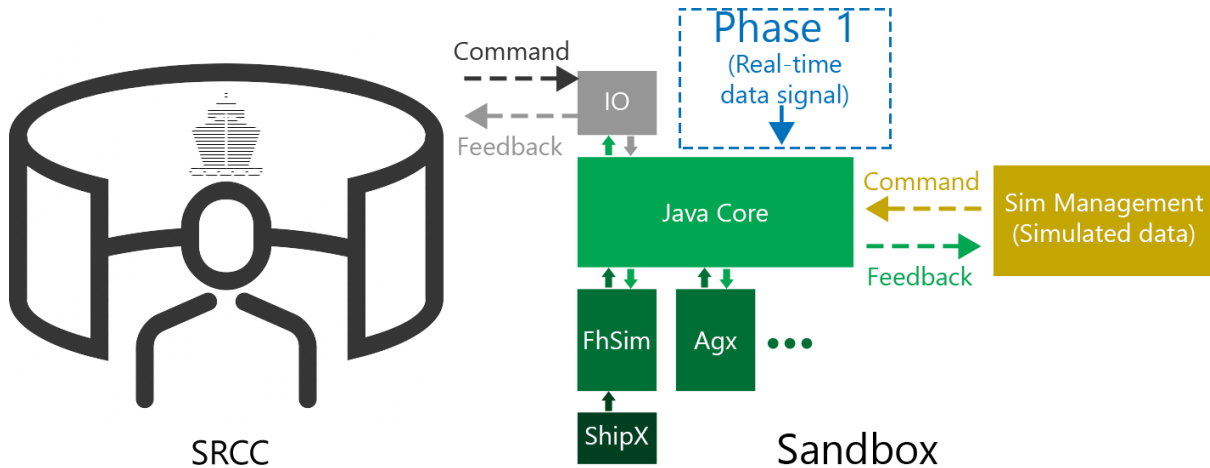 Command
Feedback
IO
Phase 1
(Real-time
data signal)
Java Core
Command
Feedback
Sim Management
(Simulated data)
FhSim
Agx
ShipX
SRCC
Sandbox